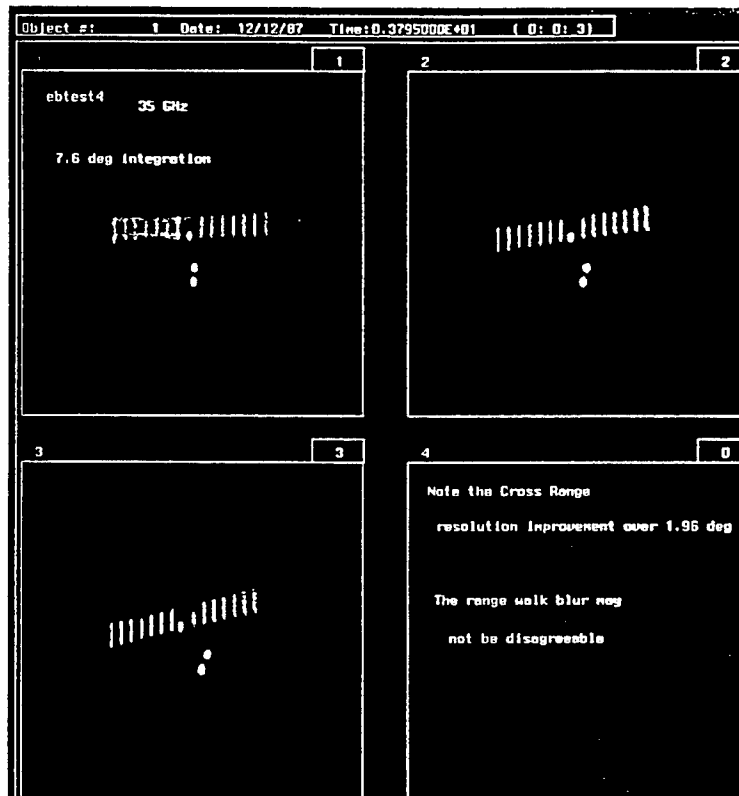 Object #: 1 Date: 12/12/87 Time:0.3795000E+01 ( 0: 0: 3)
1
ebtest4
35 GHz
7.6 deg integration
2 2
3 3
4 0
Note the Cross Range
resolution improvement over 1.96 deg
The range walk blur may
not be disagreeable